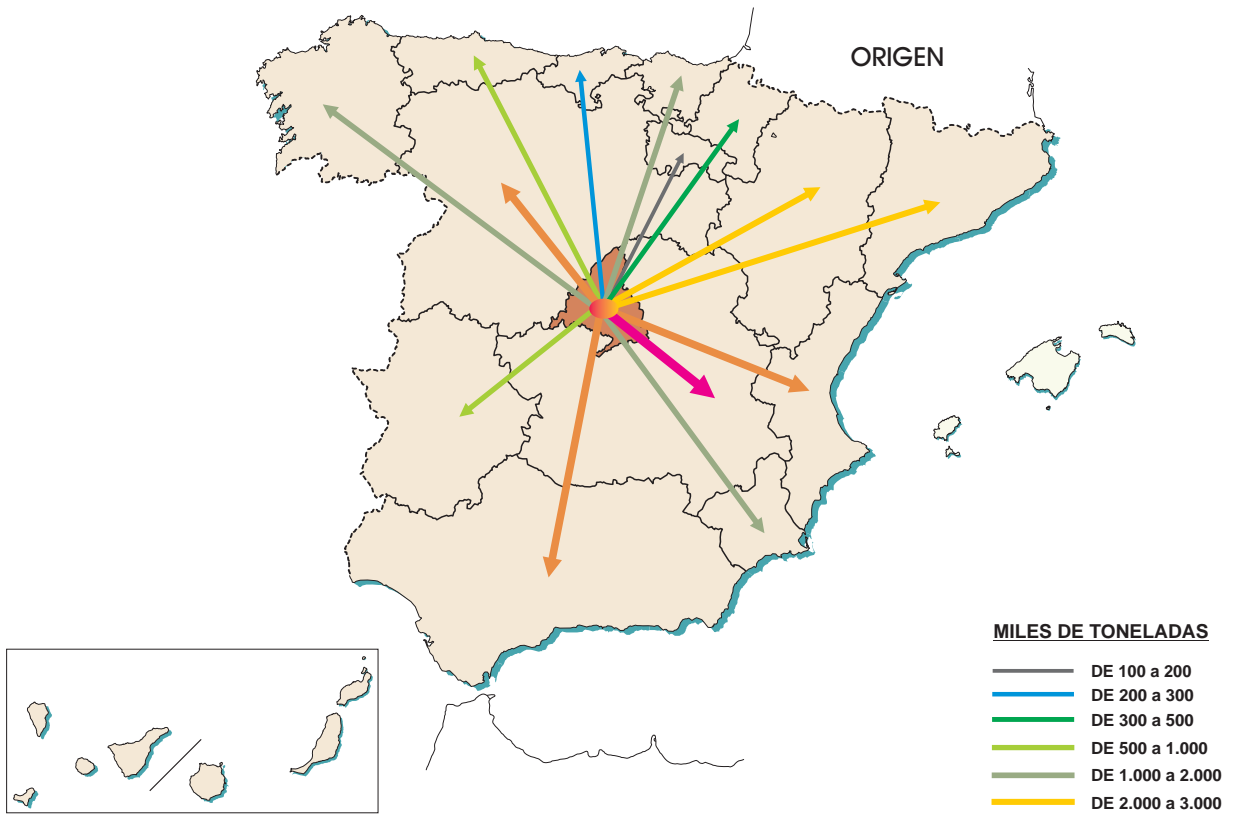 ORIGEN
MILES DE TONELADAS
DE 100 a 200
DE 200 a 300
DE 300 a 500
DE 500 a 1.000
DE 1.000 a 2.000
DE 2.000 a 3.000